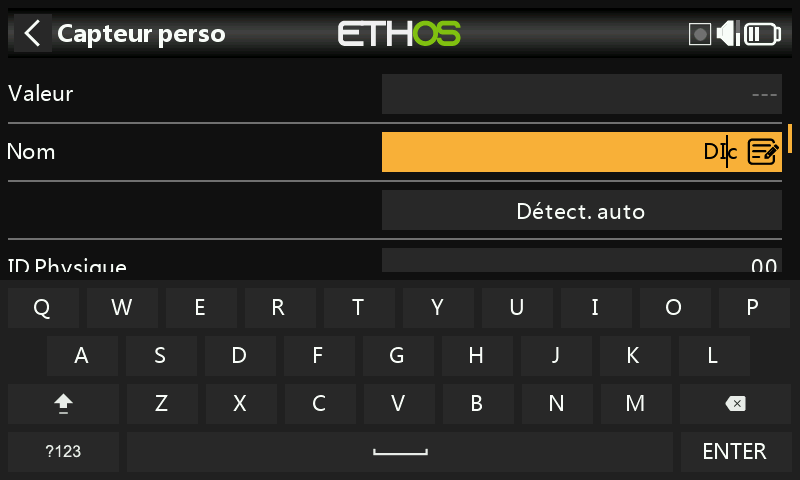 Capteur perso ETHOS
Valeur ---
Nom DIc
Détect. auto
ID Physique 00
Q W E R T Y U I O P
A S D F G H J K L
Z X C V B N M
?123 ENTER